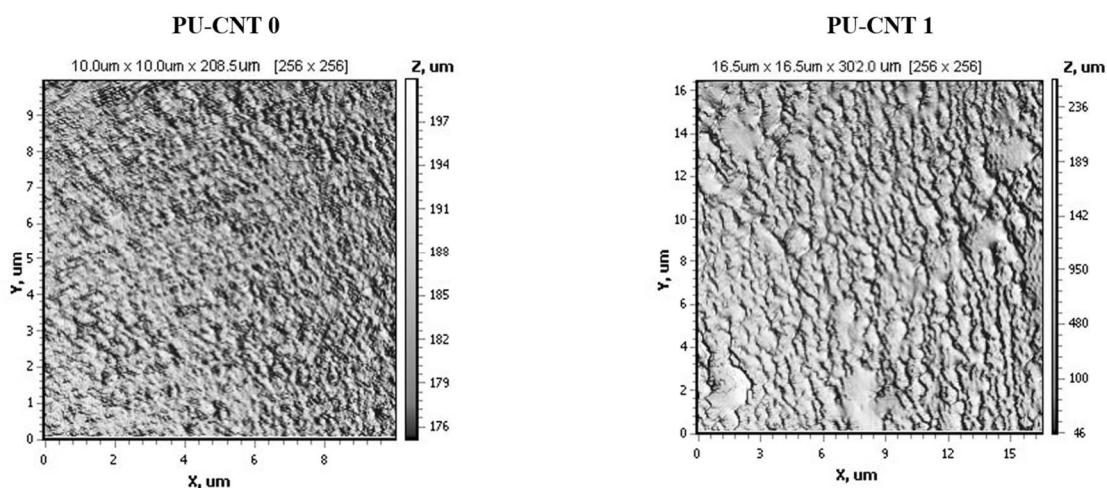 PU-CNT 0
10.0um x 10.0um x 208.5um [256 x 256]
Z, um
197
194
191
188
185
182
179
176
Y, um
9
8
7
6
5
4
3
2
1
0
0 2 4 6 8
X, um
PU-CNT 1
16.5um x 16.5um x 302.0 um [256 x 256]
Z, um
236
189
142
950
480
100
46
Y, um
16
14
12
10
8
6
4
2
0
0 3 6 9 12 15
X, um